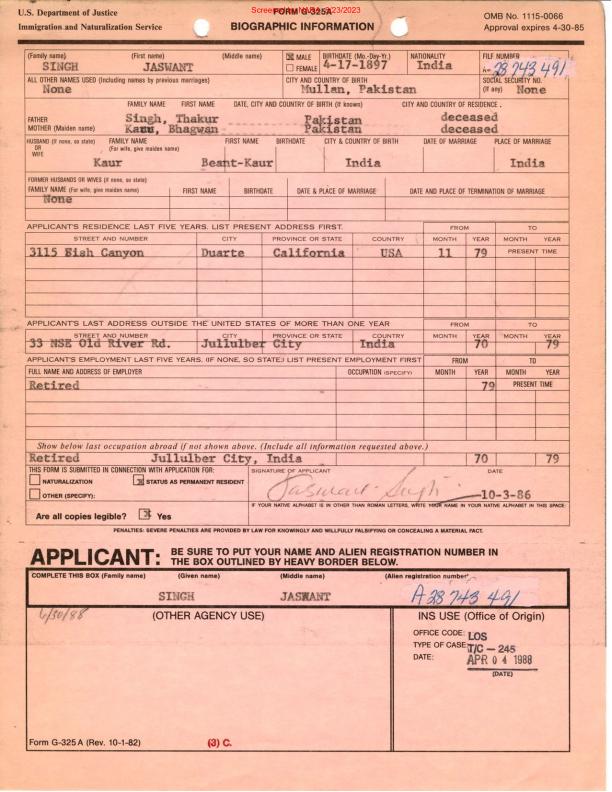 U.S. Department of Justice
Immigration and Naturalization Service
FORM G-325A
BIOGRAPHIC INFORMATION
OMB No. 1115-0066
Approval expires 4-30-85
(Family name) (First name) (Middle name) MALE BIRTHDATE (Mo.-Day-Yr.) NATIONALITY FILE NUMBER
SINGH JASWANT FEMALE 4-17-1897 India A-28 743 491
ALL OTHER NAMES USED (Including names by previous marriages) CITY AND COUNTRY OF BIRTH SOCIAL SECURITY NO.
None Mullan, Pakistan (If any) None
FAMILY NAME FIRST NAME DATE, CITY AND COUNTRY OF BIRTH (If known) CITY AND COUNTRY OF RESIDENCE.
FATHER Singh, Thakur Pakistan deceased
MOTHER (Maiden name) Bhagwan Pakistan deceased
HUSBAND (If none, so state) OR WIFE FAMILY NAME (For wife, give maiden name) FIRST NAME BIRTHDATE CITY & COUNTRY OF BIRTH DATE OF MARRIAGE PLACE OF MARRIAGE
Kaur Beant-Kaur India India
FORMER HUSBANDS OR WIVES (if none, so state)
FAMILY NAME (For wife, give maiden name) FIRST NAME BIRTHDATE DATE & PLACE OF MARRIAGE DATE AND PLACE OF TERMINATION OF MARRIAGE
None
APPLICANT'S RESIDENCE LAST FIVE YEARS. LIST PRESENT ADDRESS FIRST. FROM TO
STREET AND NUMBER CITY PROVINCE OR STATE COUNTRY MONTH YEAR MONTH YEAR
3115 Fish Canyon Duarte California USA 11 79 PRESENT TIME
APPLICANT'S LAST ADDRESS OUTSIDE THE UNITED STATES OF MORE THAN ONE YEAR FROM TO
STREET AND NUMBER CITY PROVINCE OR STATE COUNTRY MONTH YEAR MONTH YEAR
33 NSE Old River Rd. Jullulber City India 70 79
APPLICANT'S EMPLOYMENT LAST FIVE YEARS. (IF NONE, SO STATE.) LIST PRESENT EMPLOYMENT FIRST FROM TO
FULL NAME AND ADDRESS OF EMPLOYER OCCUPATION (SPECIFY) MONTH YEAR MONTH YEAR
Retired 79 PRESENT TIME
Show below last occupation abroad if not shown above. (Include all information requested above.)
Retired Jullulber City, India 70 79
THIS FORM IS SUBMITTED IN CONNECTION WITH APPLICATION FOR: SIGNATURE OF APPLICANT DATE
NATURALIZATION X STATUS AS PERMANENT RESIDENT
OTHER (SPECIFY): Jaswant Singh 10-3-86
IF YOUR NATIVE ALPHABET IS IN OTHER THAN ROMAN LETTERS, WRITE YOUR NAME IN YOUR NATIVE ALPHABET IN THIS SPACE:
Are all copies legible? X Yes
PENALTIES: SEVERE PENALTIES ARE PROVIDED BY LAW FOR KNOWINGLY AND WILLFULLY FALSIFYING OR CONCEALING A MATERIAL FACT.
APPLICANT: BE SURE TO PUT YOUR NAME AND ALIEN REGISTRATION NUMBER IN
THE BOX OUTLINED BY HEAVY BORDER BELOW.
COMPLETE THIS BOX (Family name) (Given name) (Middle name) (Alien registration number)
SINGH JASWANT A28 743 491
6/30/88 (OTHER AGENCY USE) INS USE (Office of Origin)
OFFICE CODE: LOS
TYPE OF CASE: T/C - 245
DATE: APR 04 1988
(DATE)
Form G-325 A (Rev. 10-1-82) (3) C.